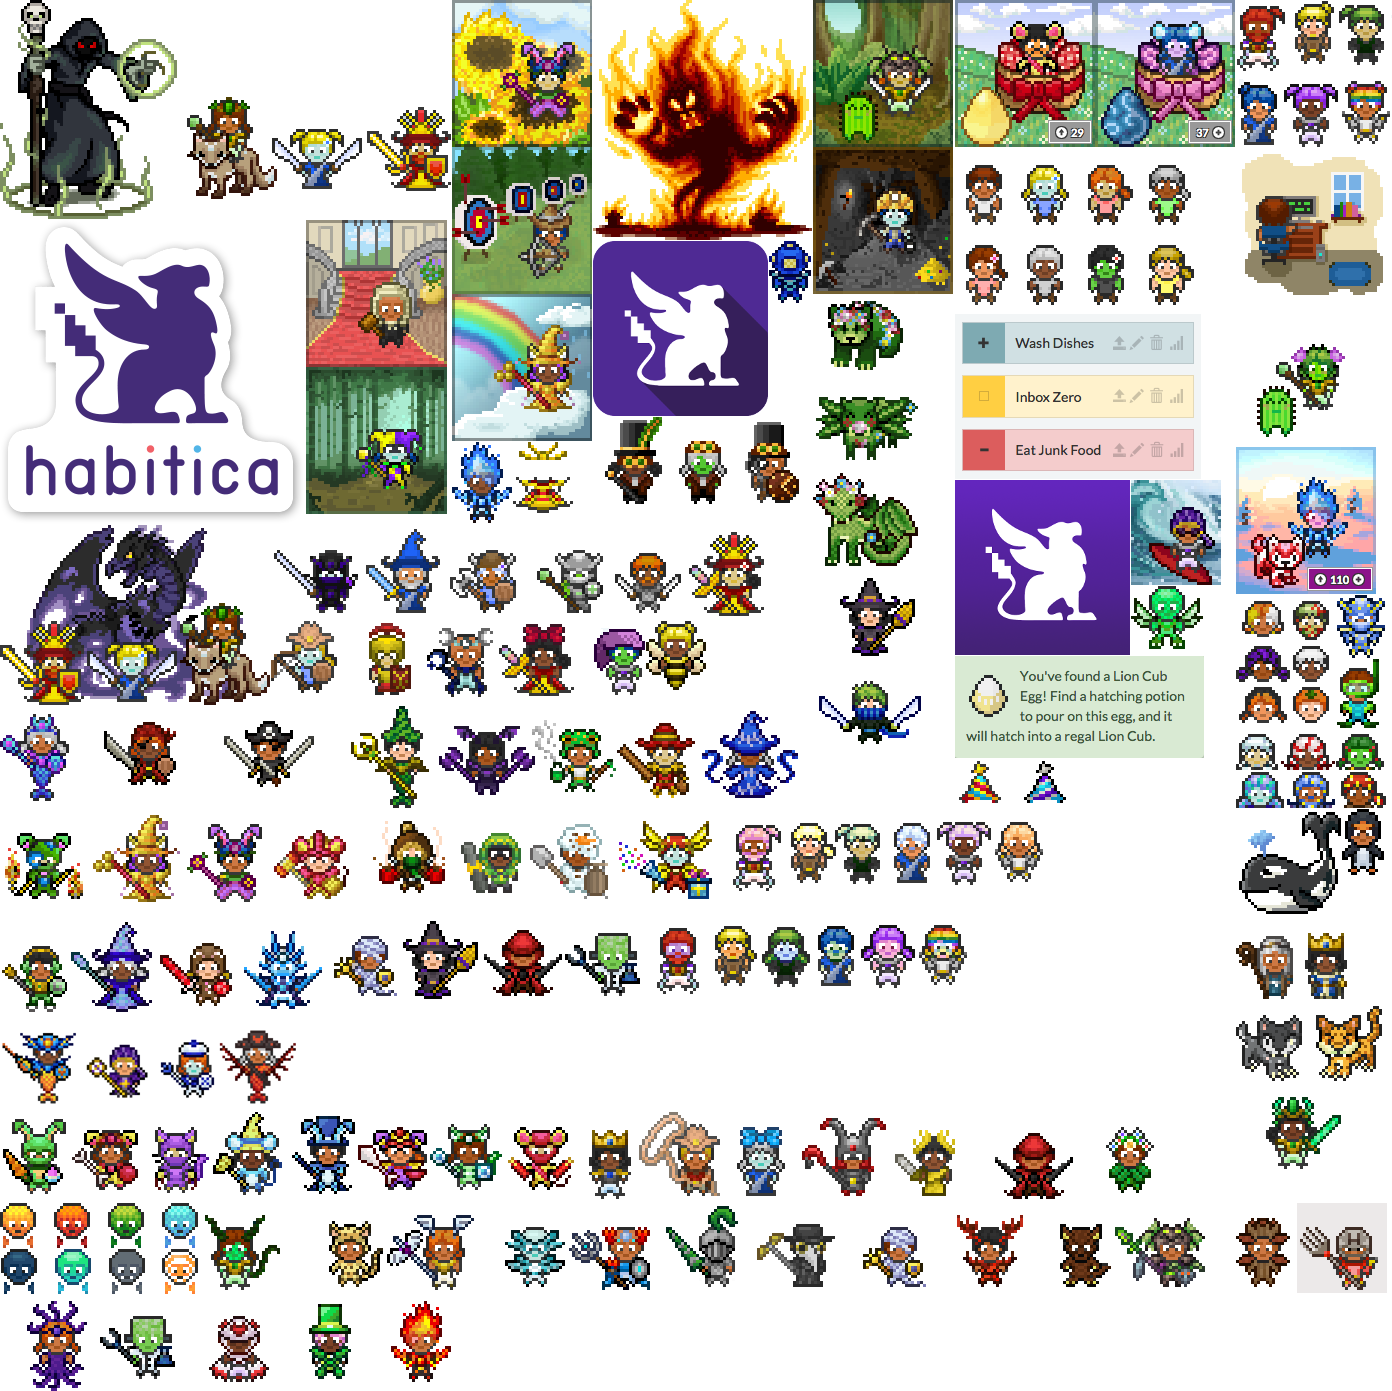 29
37
habitica
Wash Dishes
Inbox Zero
Eat Junk Food
110
You've found a Lion Cub
Egg! Find a hatching potion
to pour on this egg, and it
will hatch into a regal Lion Cub.